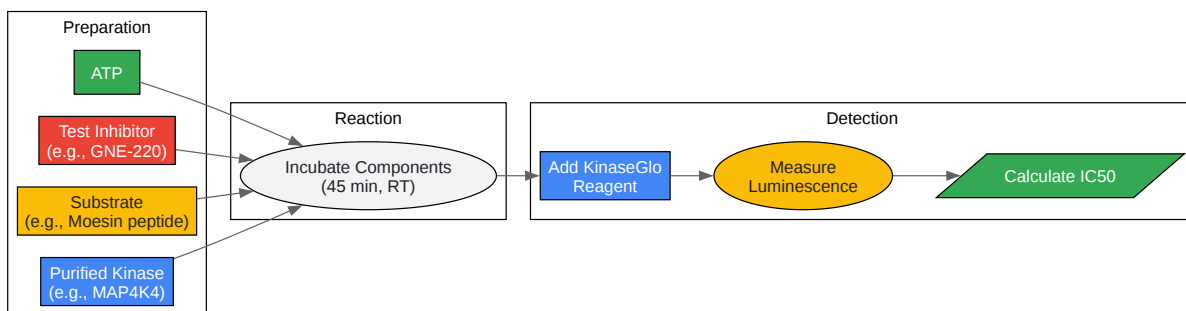 Preparation
ATP
Test Inhibitor
(e.g., GNE-220)
Substrate
(e.g., Moesin peptide)
Purified Kinase
(e.g., MAP4K4)
Reaction
Incubate Components
(45 min, RT)
Detection
Add KinaseGlo
Reagent
Measure
Luminescence
Calculate IC50